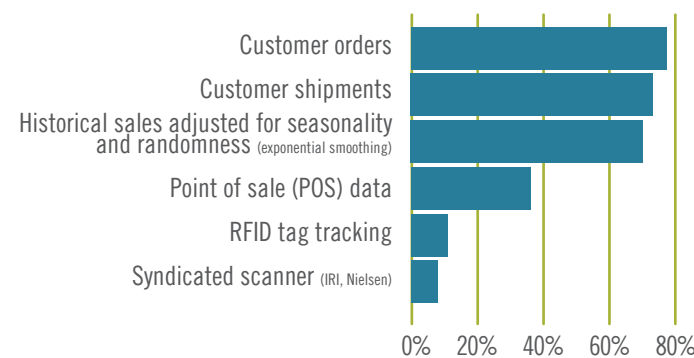 Customer orders
Customer shipments
Historical sales adjusted for seasonality
and randomness (exponential smoothing)
Point of sale (POS) data
RFID tag tracking
Syndicated scanner (IRI, Nielsen)
0% 20% 40% 60% 80%